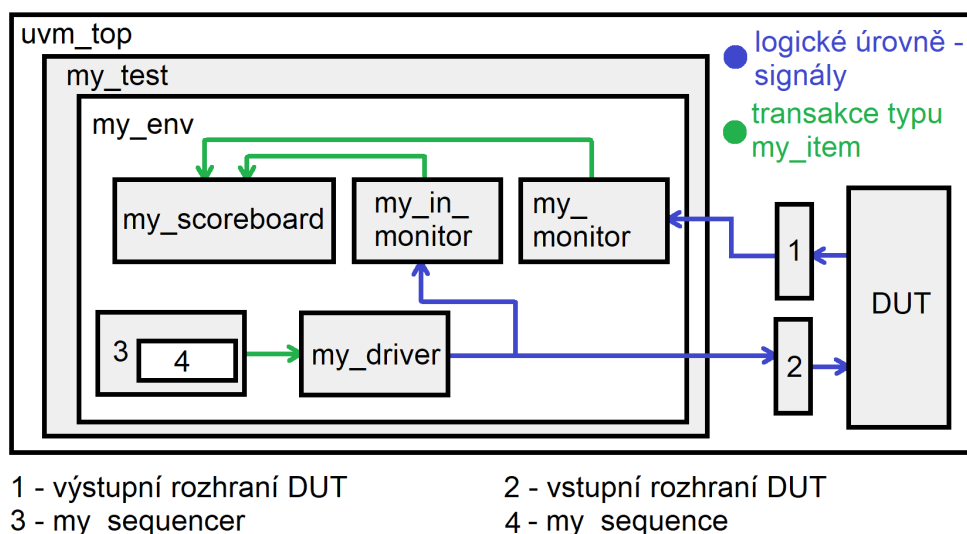 uvm_top
my_test
my_env
logické úrovně -
signály
transakce typu
my_item
my_scoreboard
my_in_
monitor
my_
monitor
1
DUT
3
4
my_driver
2
1 - výstupní rozhraní DUT
2 - vstupní rozhraní DUT
3 - my_sequencer
4 - my_sequence